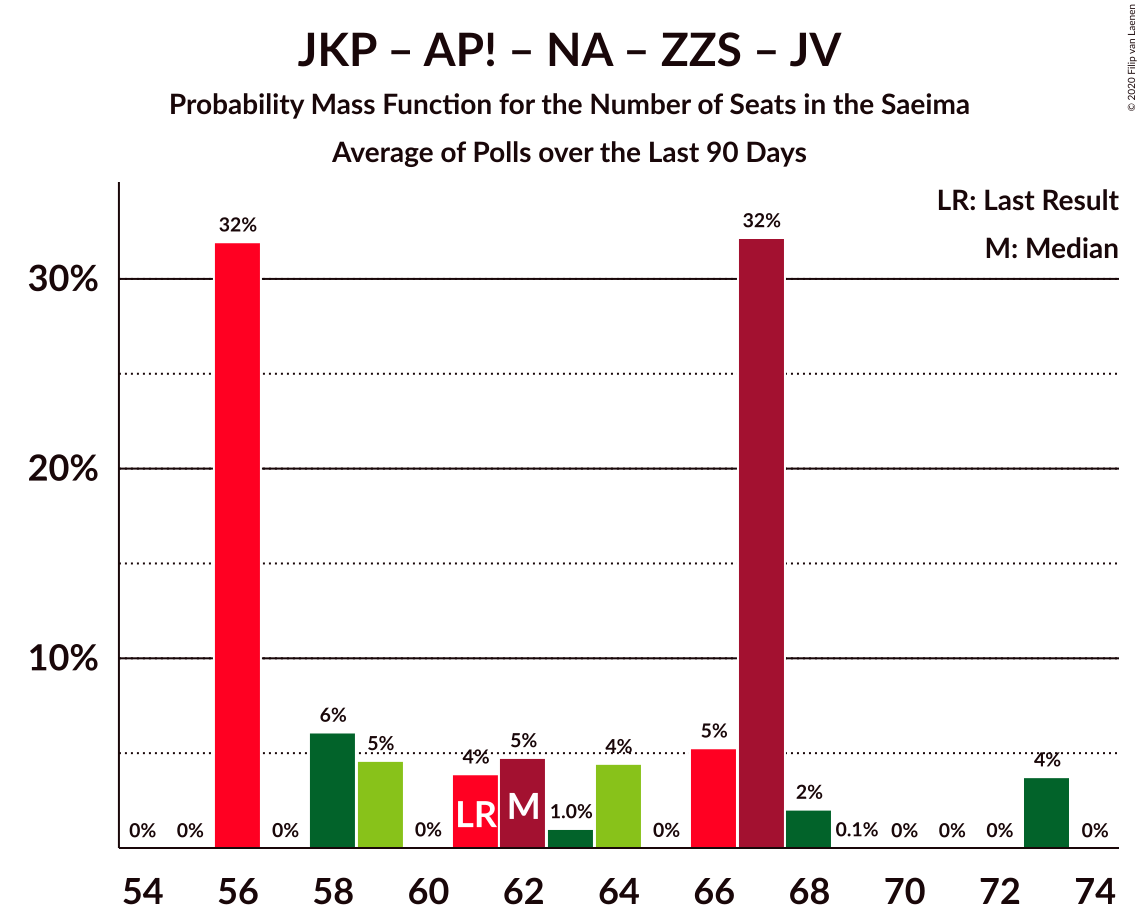 JKP – AP! – NA – ZZS – JV
Probability Mass Function for the Number of Seats in the Saeima
Average of Polls over the Last 90 Days
© 2020 Filip van Laenen
LR: Last Result
M: Median
30%
20%
10%
0%
0%
32%
0%
6%
5%
0%
4%
5%
1.0%
4%
0%
5%
32%
2%
0.1%
0%
0%
0%
4%
0%
LR
M
54 56 58 60 62 64 66 68 70 72 74